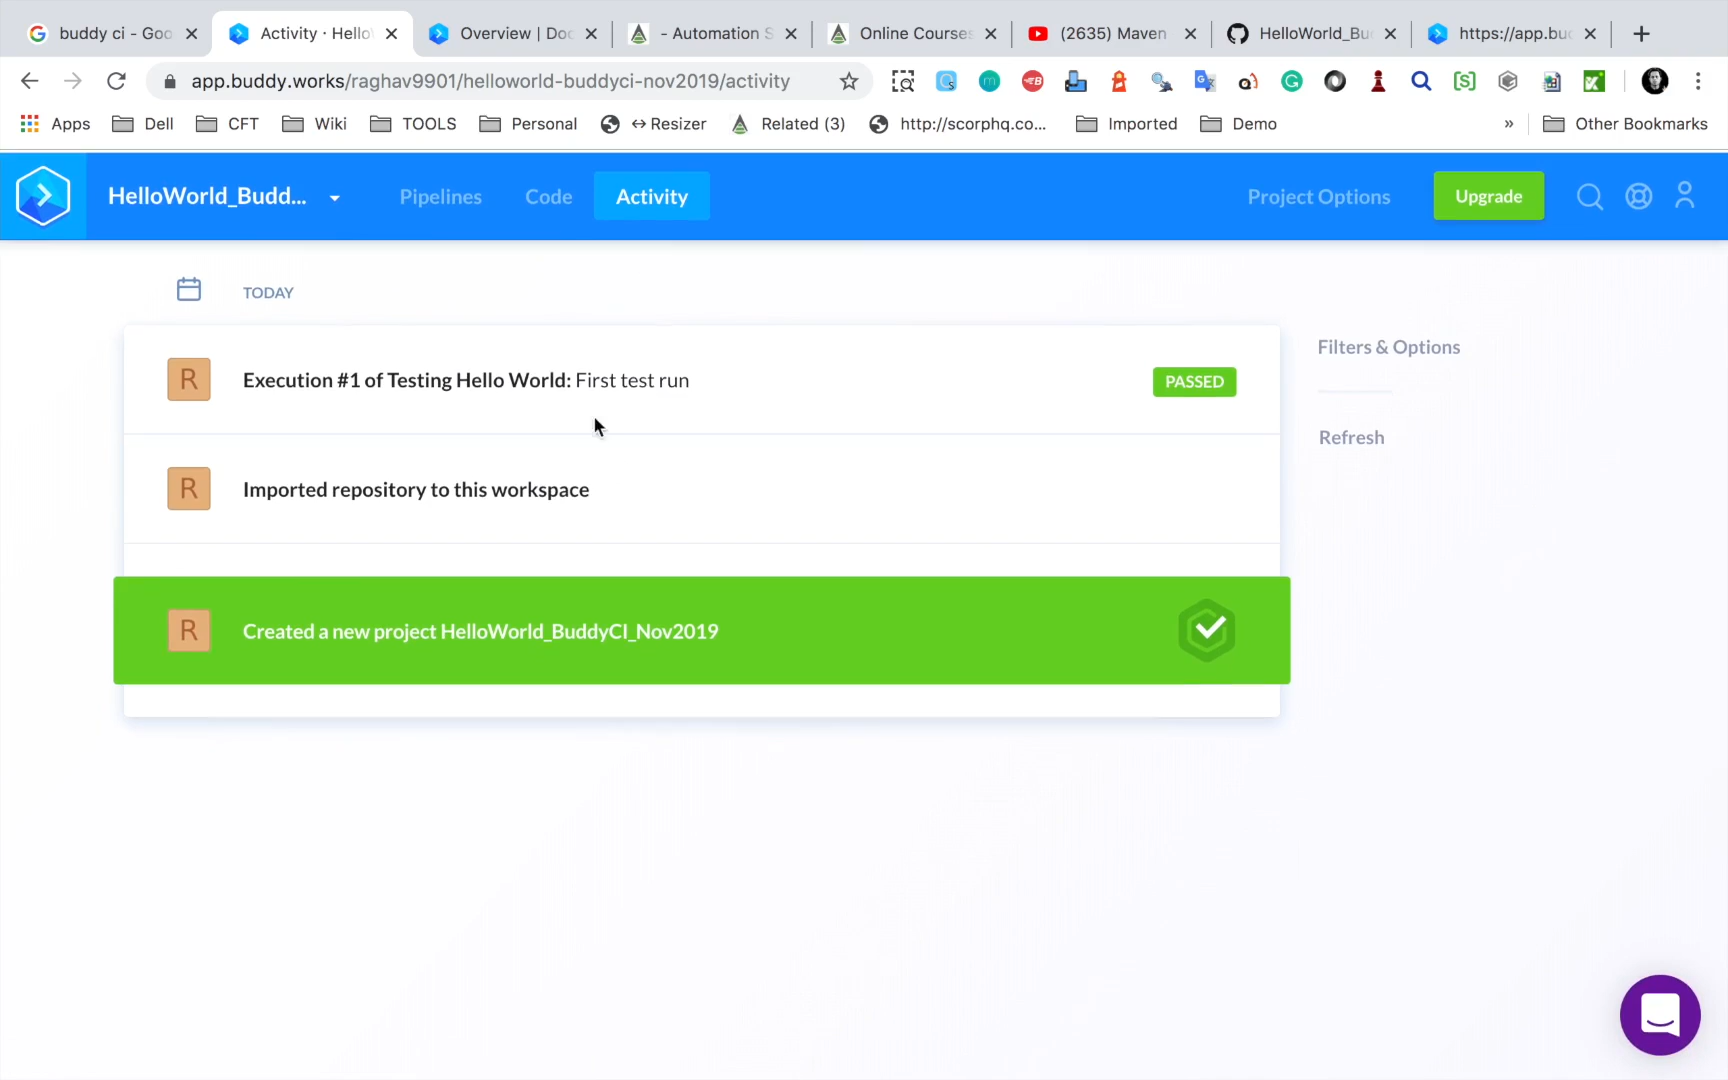 buddy ci - Goo
Activity · Hello
Overview | Doc
- Automation S
Online Courses
(2635) Maven
HelloWorld_Bu
https://app.bud
app.buddy.works/raghav9901/helloworld-buddyci-nov2019/activity
Apps
Dell
CFT
Wiki
TOOLS
Personal
↔ Resizer
Related (3)
http://scorphq.co...
Imported
Demo
»
Other Bookmarks
HelloWorld_Budd...
Pipelines
Code
Activity
Project Options
Upgrade
TODAY
R
Execution #1 of Testing Hello World: First test run
PASSED
Filters & Options
Refresh
R
Imported repository to this workspace
R
Created a new project HelloWorld_BuddyCI_Nov2019